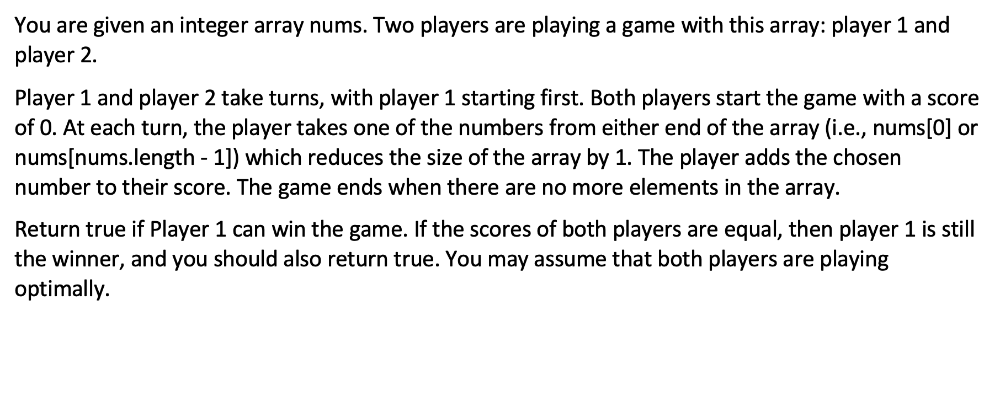 You are given an integer array nums. Two players are playing a game with this array: player 1 and
player 2.
Player 1 and player 2 take turns, with player 1 starting first. Both players start the game with a score
of 0. At each turn, the player takes one of the numbers from either end of the array (i.e., nums[0] or
nums[nums.length - 1]) which reduces the size of the array by 1. The player adds the chosen
number to their score. The game ends when there are no more elements in the array.
Return true if Player 1 can win the game. If the scores of both players are equal, then player 1 is still
the winner, and you should also return true. You may assume that both players are playing
optimally.